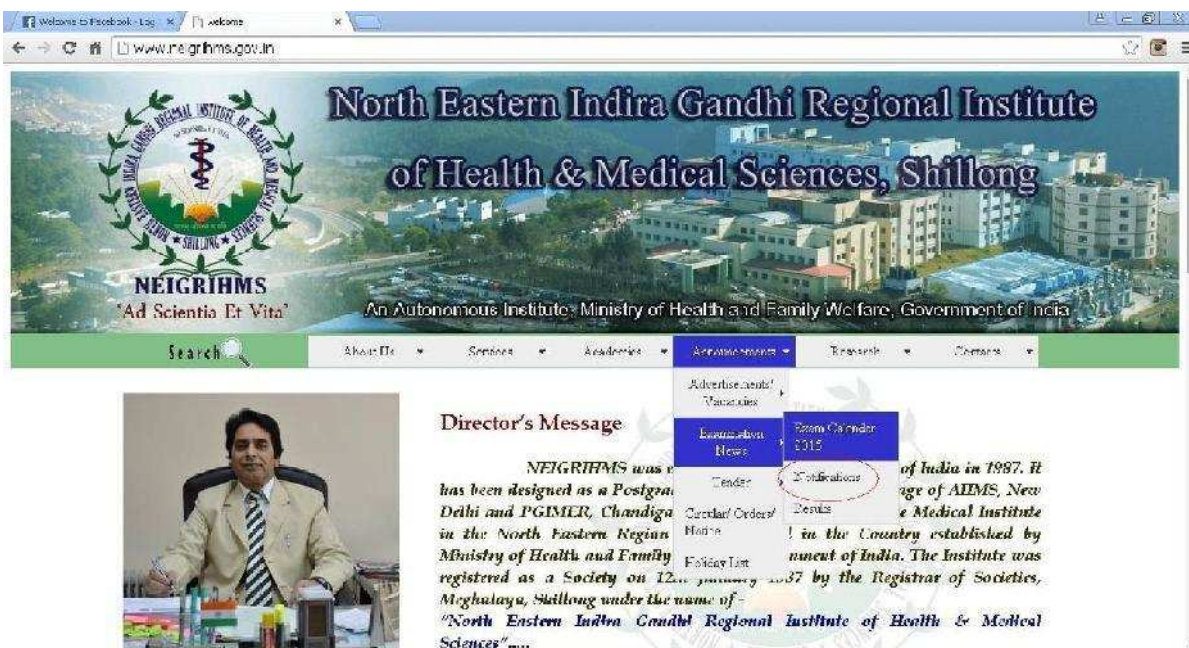 Welcome to Facebook - Log
welcome
www.neigrihms.gov.in
North Eastern Indira Gandhi Regional Institute
of Health & Medical Sciences, Shillong
NEIGRIHMS
'Ad Scientia Et Vita'
An Autonomous Institute, Ministry of Health and Family Welfare, Government of India
Search
About Us
Services
Academics
Announcements
Research
Contacts
Advertisements/
Vacancies
Examination
News
Exam Calender
2015
Tender
Notifications
Circular/ Orders/
Notice
Results
Holiday List
Director's Message
NEIGRIHMS was of India in 1987. It
has been designed as a Postgra ge of AIIMS, New
Delhi and PGIMER, Chandiga e Medical Institute
in the North Eastern Region in the Country established by
Ministry of Health and Family nment of India. The Institute was
registered as a Society on 12th January by the Registrar of Societies,
Meghalaya, Shillong under the name of -
"North Eastern Indira Gandhi Regional Institute of Health & Medical
Sciences"....